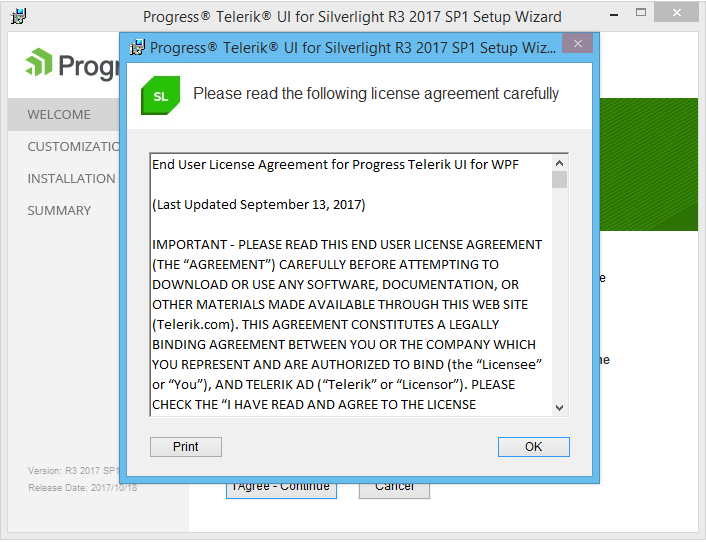 Progress® Telerik® UI for Silverlight R3 2017 SP1 Setup Wizard
Progress® Telerik® UI for Silverlight R3 2017 SP1 Setup Wiz...
Progr
SL
Please read the following license agreement carefully
WELCOME
CUSTOMIZATIO
INSTALLATION
SUMMARY
End User License Agreement for Progress Telerik UI for WPF
(Last Updated September 13, 2017)
IMPORTANT - PLEASE READ THIS END USER LICENSE AGREEMENT
(THE “AGREEMENT”) CAREFULLY BEFORE ATTEMPTING TO
DOWNLOAD OR USE ANY SOFTWARE, DOCUMENTATION, OR
OTHER MATERIALS MADE AVAILABLE THROUGH THIS WEB SITE
(Telerik.com). THIS AGREEMENT CONSTITUTES A LEGALLY
BINDING AGREEMENT BETWEEN YOU OR THE COMPANY WHICH
YOU REPRESENT AND ARE AUTHORIZED TO BIND (the “Licensee”
or “You”), AND TELERIK AD (“Telerik” or “Licensor”). PLEASE
CHECK THE “I HAVE READ AND AGREE TO THE LICENSE
Print
OK
Version: R3 2017 SP1
Release Date: 2017/10/18
I Agree - Continue
Cancel